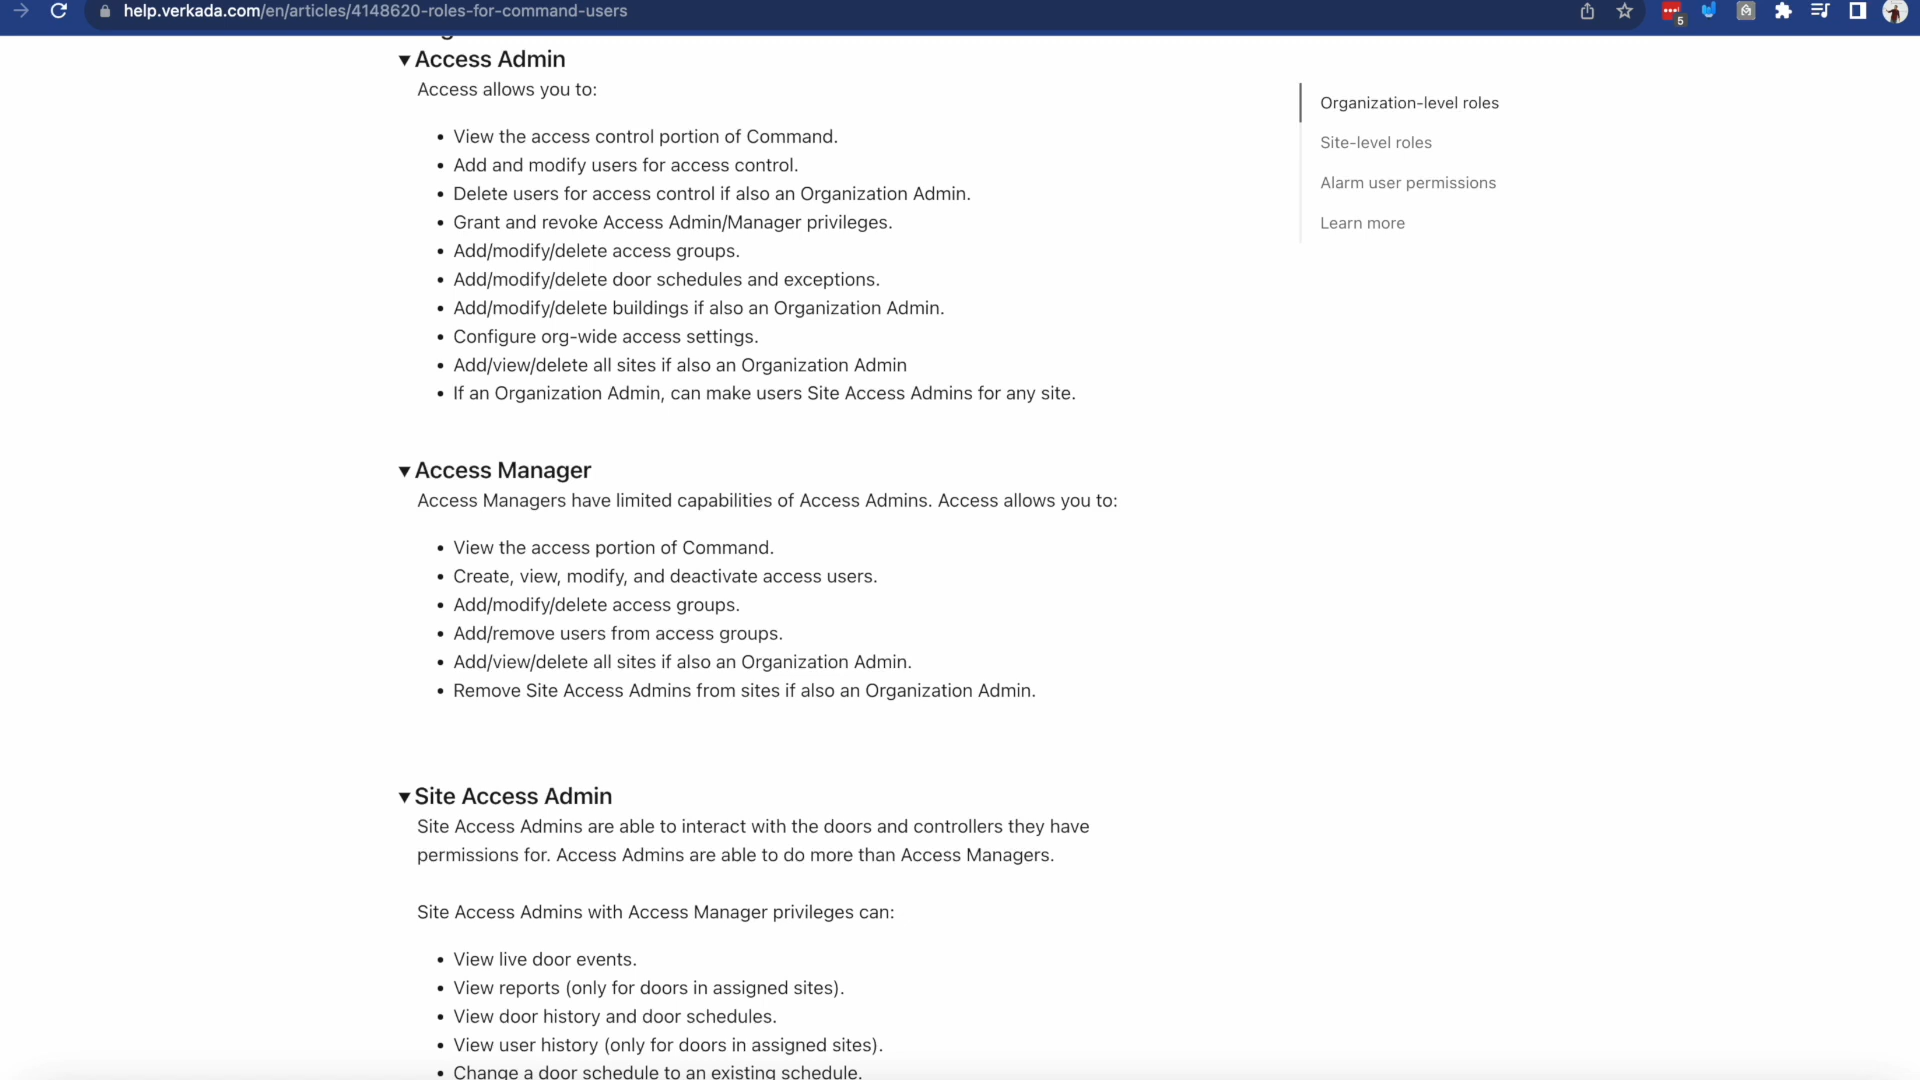 help.verkada.com/en/articles/4148620-roles-for-command-users
5
Access Admin
Access allows you to:
• View the access control portion of Command.
• Add and modify users for access control.
• Delete users for access control if also an Organization Admin.
• Grant and revoke Access Admin/Manager privileges.
• Add/modify/delete access groups.
• Add/modify/delete door schedules and exceptions.
• Add/modify/delete buildings if also an Organization Admin.
• Configure org-wide access settings.
• Add/view/delete all sites if also an Organization Admin
• If an Organization Admin, can make users Site Access Admins for any site.
Access Manager
Access Managers have limited capabilities of Access Admins. Access allows you to:
• View the access portion of Command.
• Create, view, modify, and deactivate access users.
• Add/modify/delete access groups.
• Add/remove users from access groups.
• Add/view/delete all sites if also an Organization Admin.
• Remove Site Access Admins from sites if also an Organization Admin.
Site Access Admin
Site Access Admins are able to interact with the doors and controllers they have
permissions for. Access Admins are able to do more than Access Managers.
Site Access Admins with Access Manager privileges can:
• View live door events.
• View reports (only for doors in assigned sites).
• View door history and door schedules.
• View user history (only for doors in assigned sites).
• Change a door schedule to an existing schedule.
Organization-level roles
Site-level roles
Alarm user permissions
Learn more